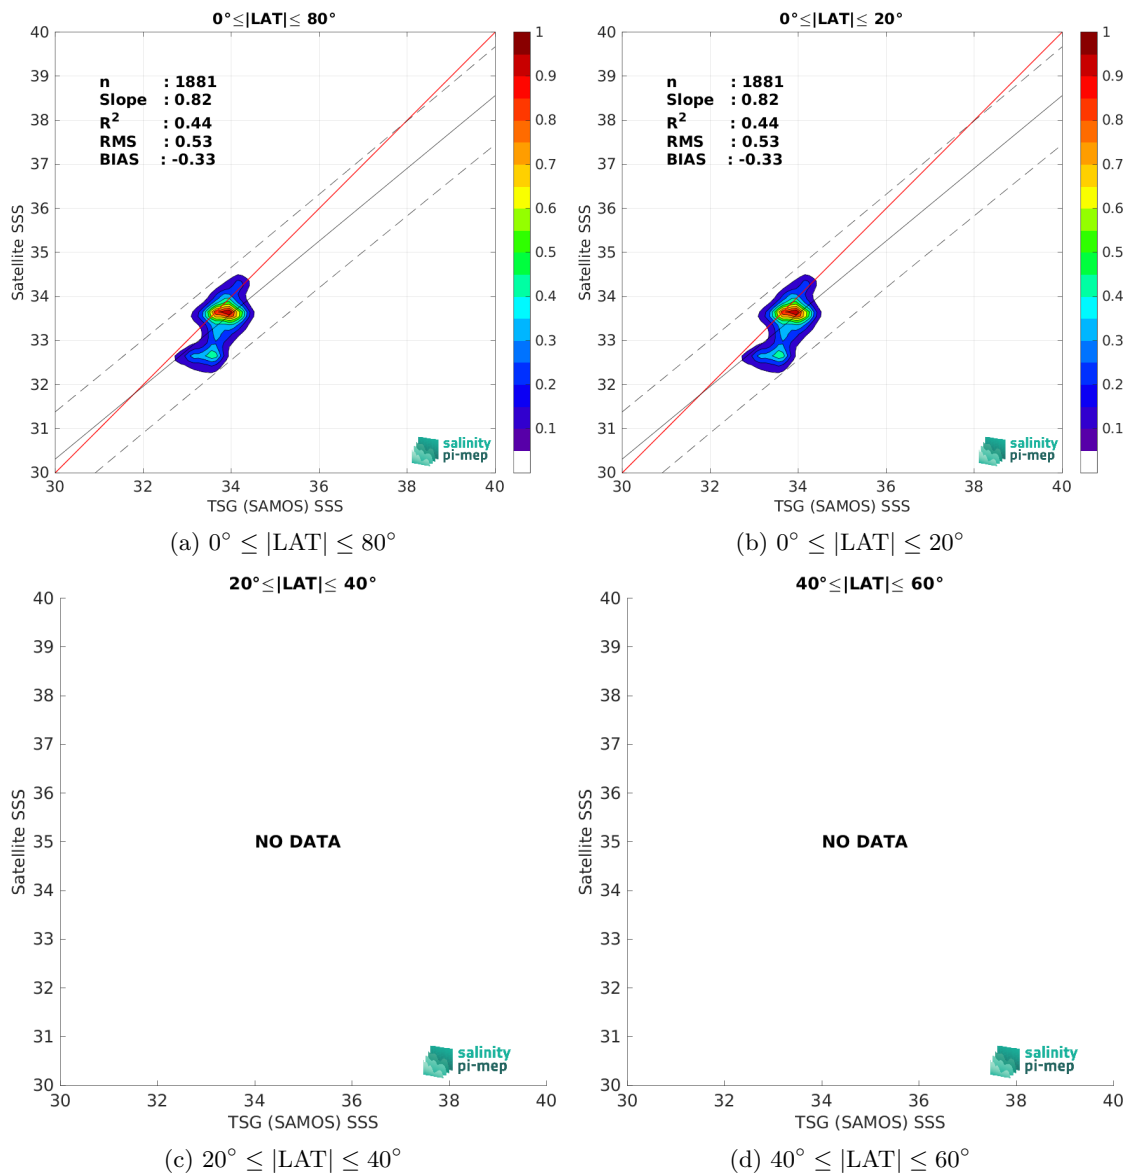 0°≤|LAT|≤ 80°
40
39
38
37
36
35
34
33
32
31
30
Satellite SSS
n : 1881
Slope : 0.82
R2 : 0.44
RMS : 0.53
BIAS : -0.33
1
0.9
0.8
0.7
0.6
0.5
0.4
0.3
0.2
0.1
salinity
pi-mep
30 32 34 36 38 40
TSG (SAMOS) SSS
(a) 0° ≤ |LAT| ≤ 80°
0°≤|LAT|≤ 20°
40
39
38
37
36
35
34
33
32
31
30
Satellite SSS
n : 1881
Slope : 0.82
R2 : 0.44
RMS : 0.53
BIAS : -0.33
1
0.9
0.8
0.7
0.6
0.5
0.4
0.3
0.2
0.1
salinity
pi-mep
30 32 34 36 38 40
TSG (SAMOS) SSS
(b) 0° ≤ |LAT| ≤ 20°
20°≤|LAT|≤ 40°
40
39
38
37
36
35
34
33
32
31
30
Satellite SSS
NO DATA
salinity
pi-mep
30 32 34 36 38 40
TSG (SAMOS) SSS
(c) 20° ≤ |LAT| ≤ 40°
40°≤|LAT|≤ 60°
40
39
38
37
36
35
34
33
32
31
30
Satellite SSS
NO DATA
salinity
pi-mep
30 32 34 36 38 40
TSG (SAMOS) SSS
(d) 40° ≤ |LAT| ≤ 60°